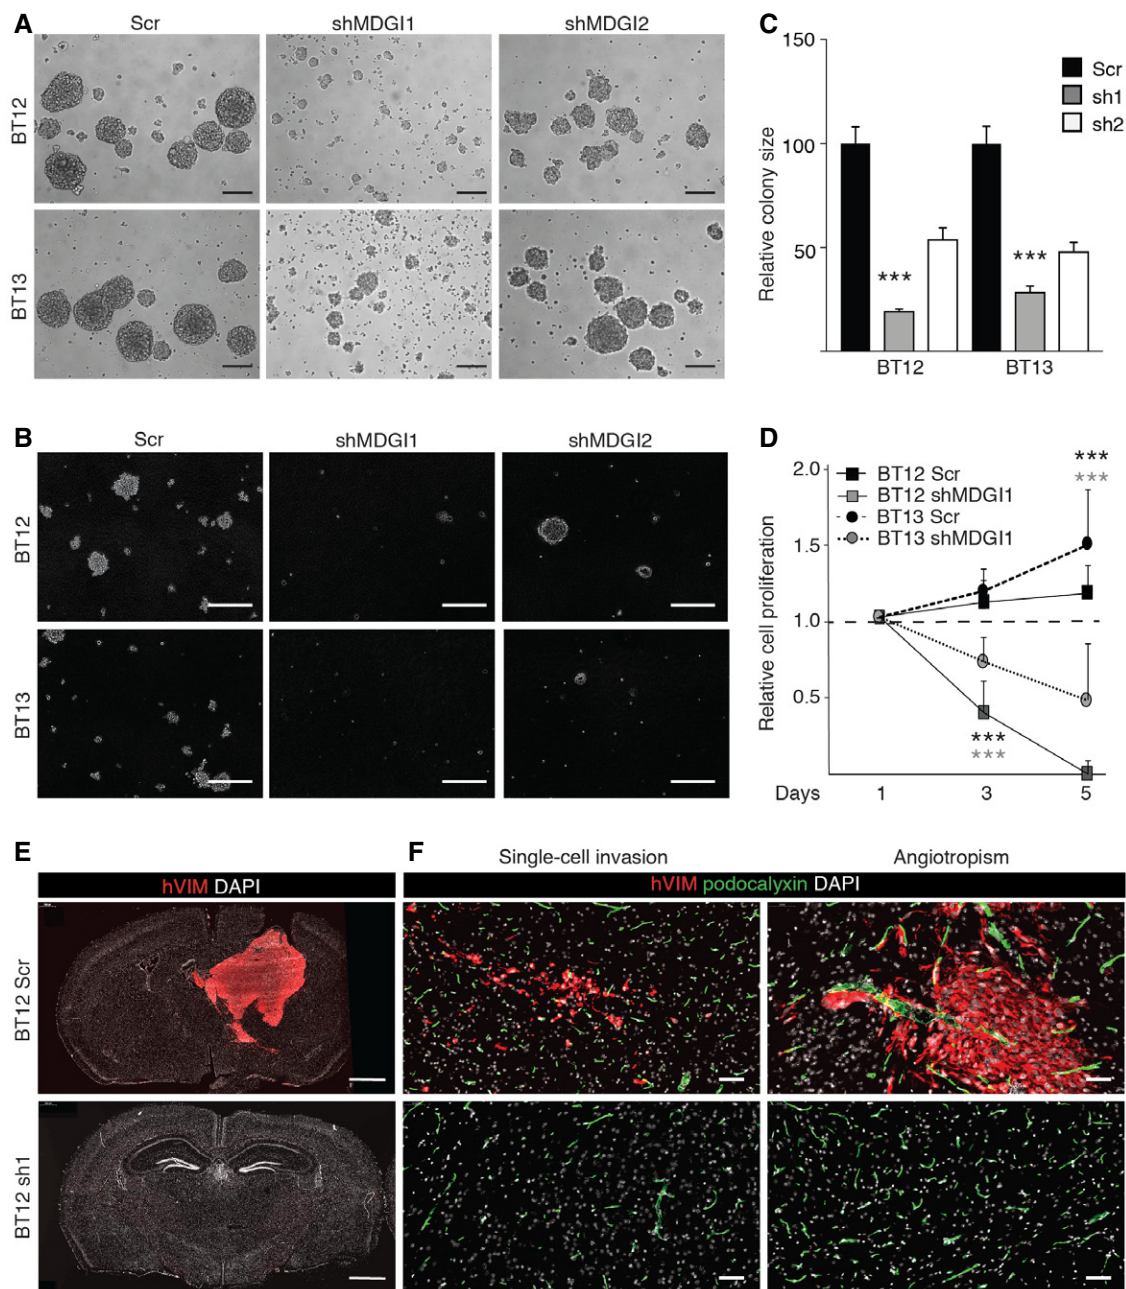 A
Scr
shMDGI1
shMDGI2
BT12
BT13
C
150
100
50
Relative colony size
Scr
sh1
sh2
***
***
BT12
BT13
B
Scr
shMDGI1
shMDGI2
BT12
BT13
D
2.0
1.5
1.0
0.5
Relative cell proliferation
BT12 Scr
BT12 shMDGI1
BT13 Scr
BT13 shMDGI1
***
***
***
***
Days 1 3 5
E
hVIM DAPI
BT12 Scr
BT12 sh1
F
Single-cell invasion
Angiotropism
hVIM podocalyxin DAPI